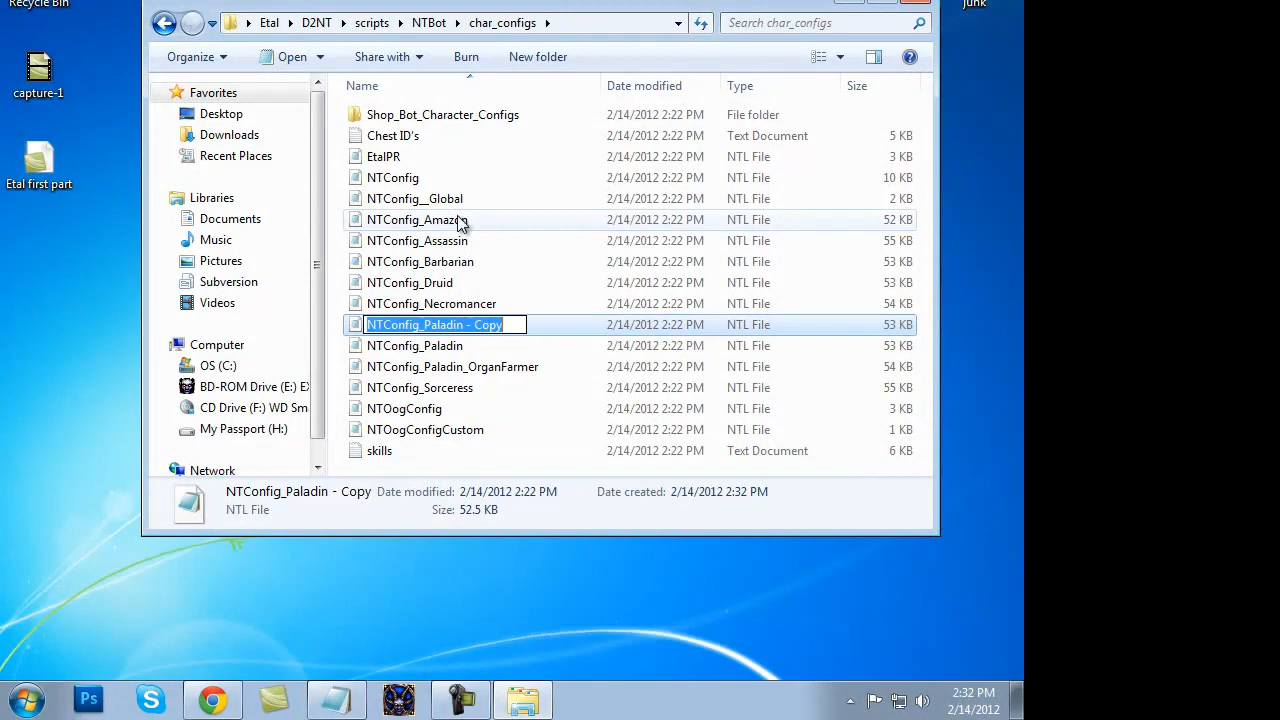 Recycle Bin
junk
capture-1
Etal first part
Etal
D2NT
scripts
NTBot
char_configs
Search char_configs
Organize
Open
Share with
Burn
New folder
Favorites
Desktop
Downloads
Recent Places
Libraries
Documents
Music
Pictures
Subversion
Videos
Computer
OS (C:)
BD-ROM Drive (E:) E
CD Drive (F:) WD Sma
My Passport (H:)
Network
Name Date modified Type Size
Shop_Bot_Character_Configs 2/14/2012 2:22 PM File folder
Chest ID's 2/14/2012 2:22 PM Text Document 5 KB
EtalPR 2/14/2012 2:22 PM NTL File 3 KB
NTConfig 2/14/2012 2:22 PM NTL File 10 KB
NTConfig__Global 2/14/2012 2:22 PM NTL File 2 KB
NTConfig_Amazon 2/14/2012 2:22 PM NTL File 52 KB
NTConfig_Assassin 2/14/2012 2:22 PM NTL File 55 KB
NTConfig_Barbarian 2/14/2012 2:22 PM NTL File 53 KB
NTConfig_Druid 2/14/2012 2:22 PM NTL File 53 KB
NTConfig_Necromancer 2/14/2012 2:22 PM NTL File 54 KB
NTConfig_Paladin - Copy 2/14/2012 2:22 PM NTL File 53 KB
NTConfig_Paladin 2/14/2012 2:22 PM NTL File 53 KB
NTConfig_Paladin_OrganFarmer 2/14/2012 2:22 PM NTL File 54 KB
NTConfig_Sorceress 2/14/2012 2:22 PM NTL File 55 KB
NTOogConfig 2/14/2012 2:22 PM NTL File 3 KB
NTOogConfigCustom 2/14/2012 2:22 PM NTL File 1 KB
skills 2/14/2012 2:22 PM Text Document 6 KB
NTConfig_Paladin - Copy Date modified: 2/14/2012 2:22 PM Date created: 2/14/2012 2:32 PM
NTL File Size: 52.5 KB
Ps
2:32 PM
2/14/2012